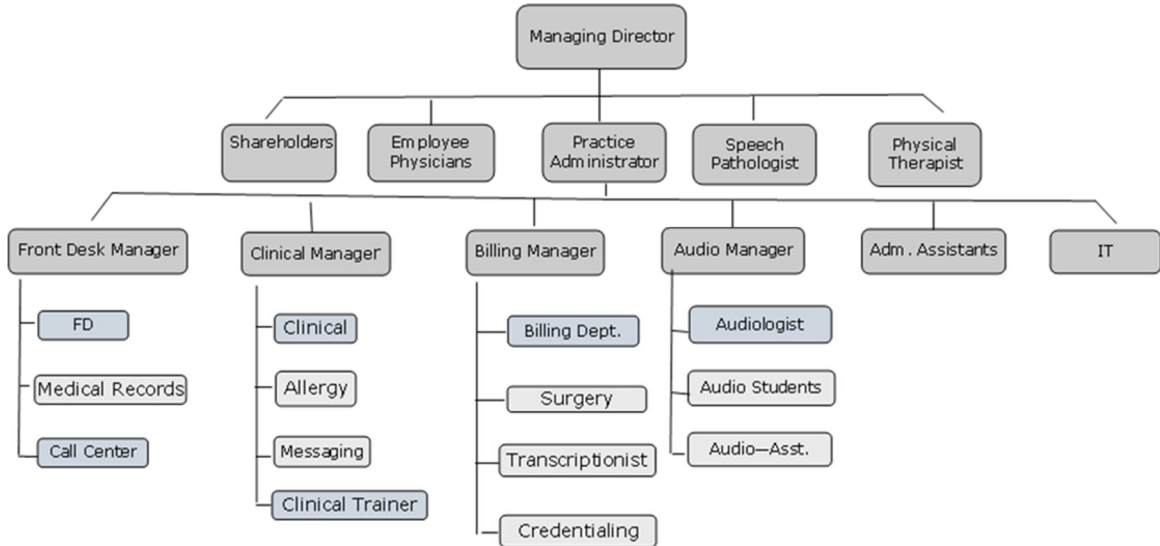 Managing Director
Shareholders
Employee
Physicians
Practice
Administrator
Speech
Pathologist
Physical
Therapist
Front Desk Manager
Clinical Manager
Billing Manager
Audio Manager
Adm. Assistants
IT
FD
Medical Records
Call Center
Clinical
Allergy
Messaging
Clinical Trainer
Billing Dept.
Surgery
Transcriptionist
Credentialing
Audiologist
Audio Students
Audio—Asst.